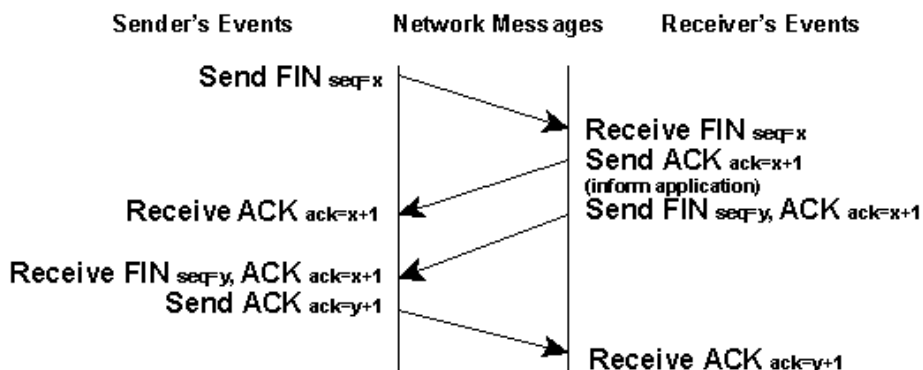 Sender's Events Network Messages Receiver's Events
Send FIN seq=x
Receive FIN seq=x
Send ACK ack=x+1
(inform application)
Receive ACK ack=x+1
Send FIN seq=y, ACK ack=x+1
Receive FIN seq=y, ACK ack=x+1
Send ACK ack=y+1
Receive ACK ack=y+1